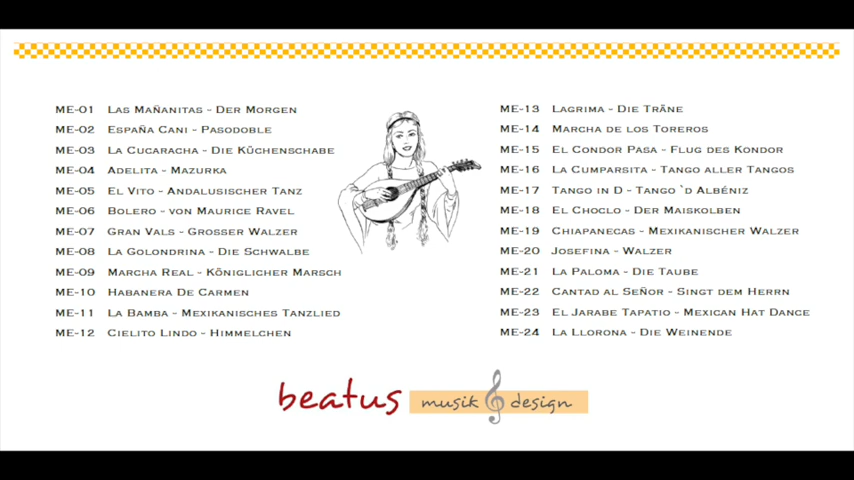 ME-01 Las Mañanitas - Der Morgen
ME-02 España Cani - Pasodoble
ME-03 La Cucaracha - Die Küchenschabe
ME-04 Adelita - Mazurka
ME-05 El Vito - Andalusischer Tanz
ME-06 Bolero - von Maurice Ravel
ME-07 Gran Vals - Grosser Walzer
ME-08 La Golondrina - Die Schwalbe
ME-09 Marcha Real - Königlicher Marsch
ME-10 Habanera De Carmen
ME-11 La Bamba - Mexikanisches Tanzlied
ME-12 Cielito Lindo - Himmelchen
ME-13 Lagrima - Die Träne
ME-14 Marcha de los Toreros
ME-15 El Condor Pasa - Flug des Kondor
ME-16 La Cumparsita - Tango aller Tangos
ME-17 Tango in D - Tango `d Albéniz
ME-18 El Choclo - Der Maiskolben
ME-19 Chiapanecas - Mexikanischer Walzer
ME-20 Josefina - Walzer
ME-21 La Paloma - Die Taube
ME-22 Cantad al Señor - Singt dem Herrn
ME-23 El Jarabe Tapatio - Mexican Hat Dance
ME-24 La Llorona - Die Weinende
beatus musik design